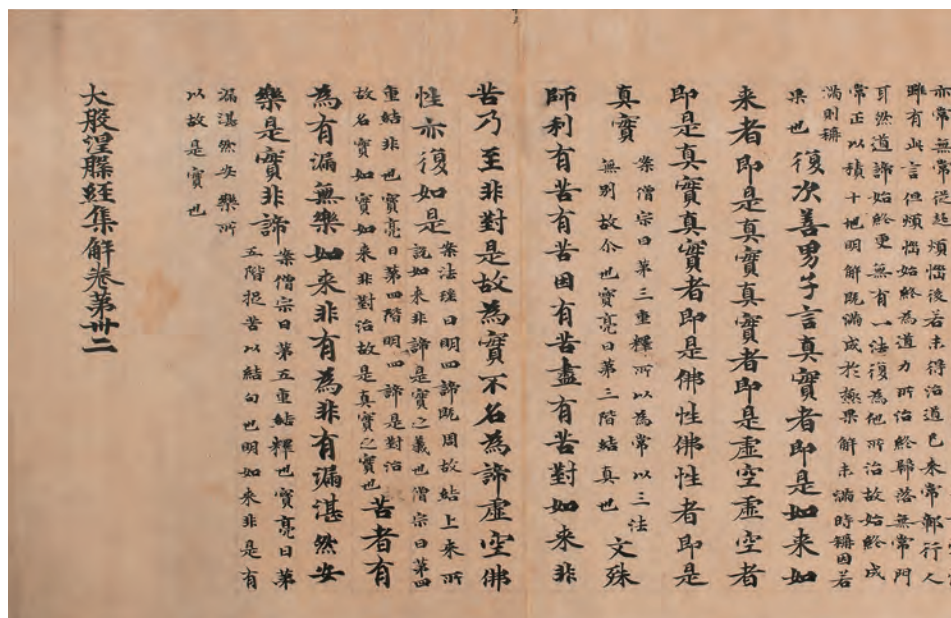 亦常無常從結煩惱後若未得治道已来常鄣行人
雖有此言但煩惱始終為道力所治終歸落無常門
耳然道諦始終更無有一法復為他所治故始終成
常正以積十地明解既滿成於極果解未滿時稱因若
滿則稱
果也 復次善男子言真實者即是如来如
来者即是真實真實者即是虛空虛空者
即是真實真實者即是佛性佛性者即是
真實 案僧宗曰第三重釋所以為常以三法
無別故尒也寶亮曰第三階結真也 文殊
師利有苦有苦因有苦盡有苦對如来非
苦乃至非對是故為實不名為諦虛空佛
性亦復如是 案法瑤曰明四諦既周故結上来所
說如来非諦是實之義也僧宗曰第四
重結非也寶亮曰第四階明四諦是對治
故名實如實如来非對治故是真實之實也 苦者有
為有漏無樂如来非有為非有漏湛然安
樂是實非諦 案僧宗曰第五重結釋也寶亮曰第
五階捴苦以結句也明如来非是有
漏湛然安樂所
以故是實也
大般涅槃經集解卷第卅二